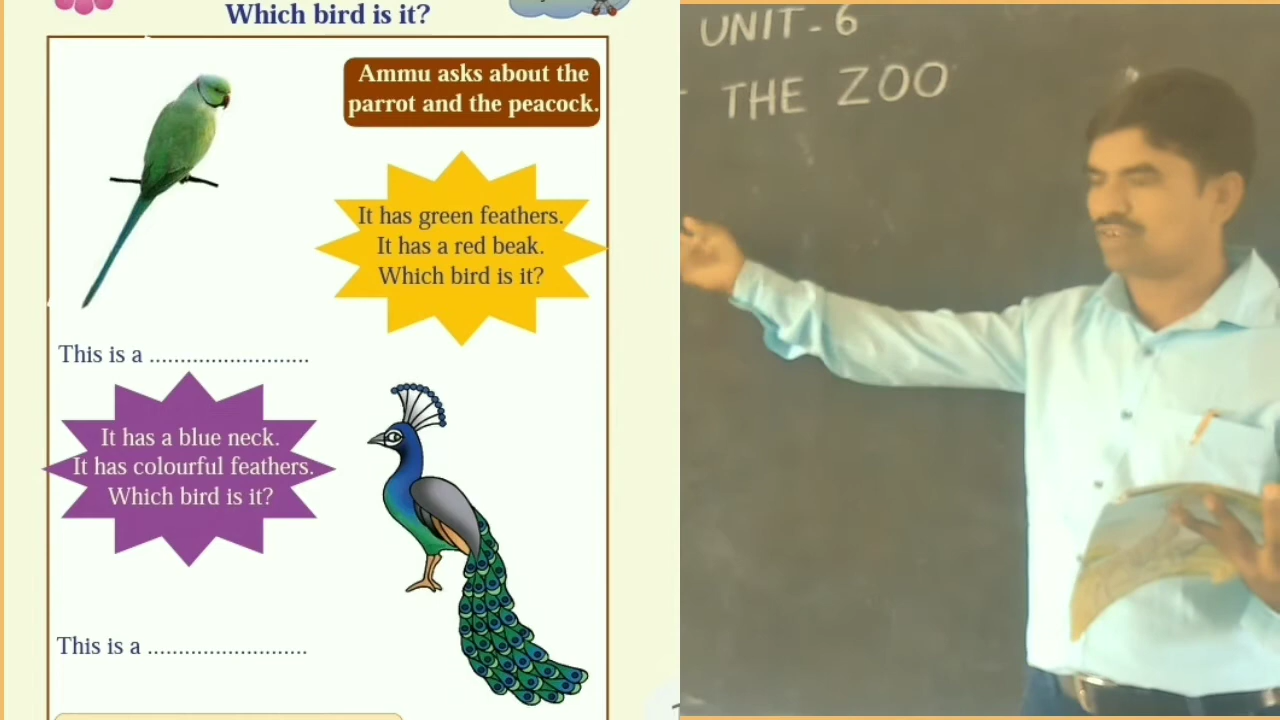 Which bird is it?
Ammu asks about the
parrot and the peacock.
It has green feathers.
It has a red beak.
Which bird is it?
This is a ..........................
It has a blue neck.
It has colourful feathers.
Which bird is it?
This is a ..........................
UNIT - 6
THE ZOO